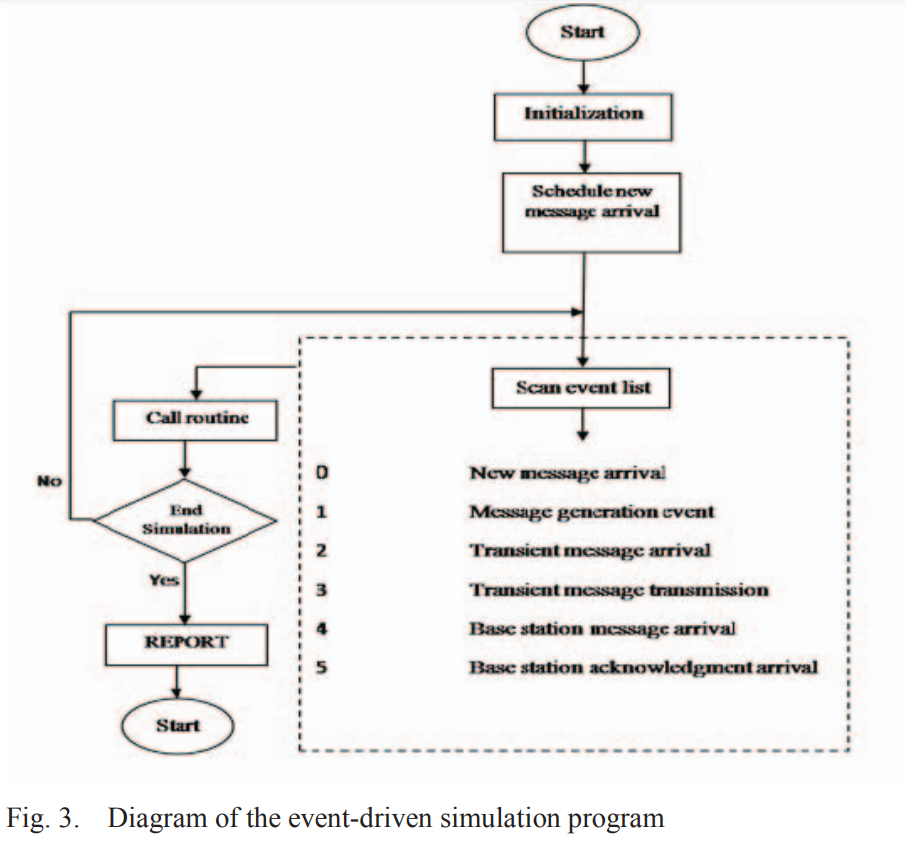 Start
Initialization
Schedule new
message arrival
Scan event list
Call routine
No
End
Simulation
Yes
REPORT
Start
0 New message arrival
1 Message generation event
2 Transient message arrival
3 Transient message transmission
4 Base station message arrival
5 Base station acknowledgment arrival
Fig. 3. Diagram of the event-driven simulation program